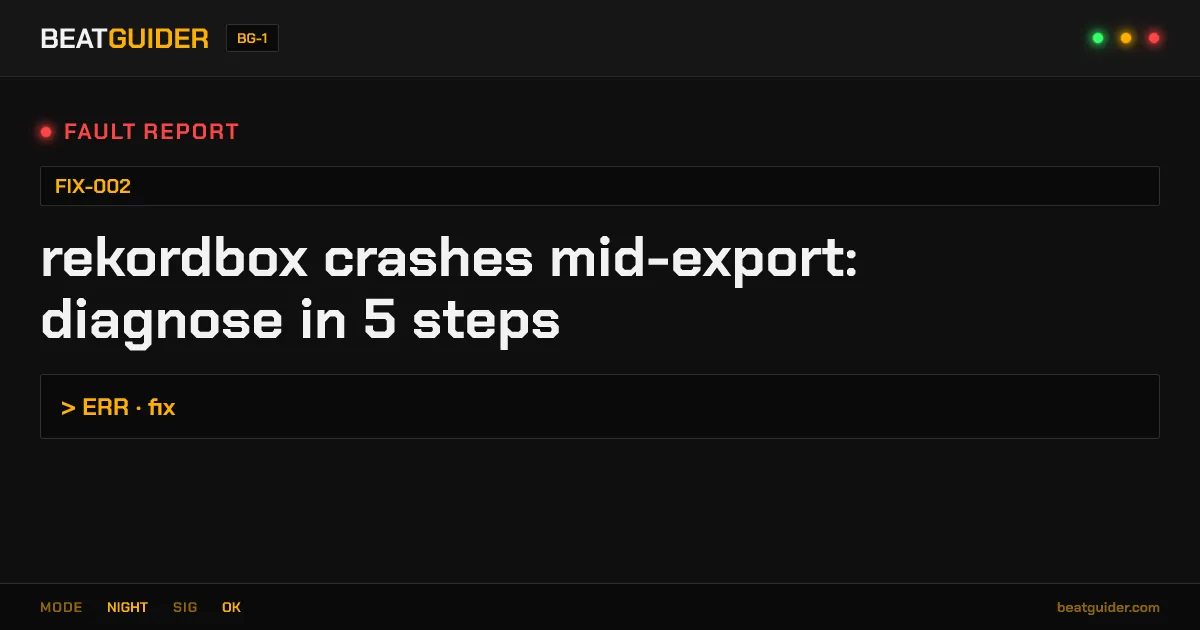 BEATGUIDER BG-1
FAULT REPORT
FIX-002
rekordbox crashes mid-export:
diagnose in 5 steps
> ERR · fix
MODE NIGHT SIG OK beatguider.com